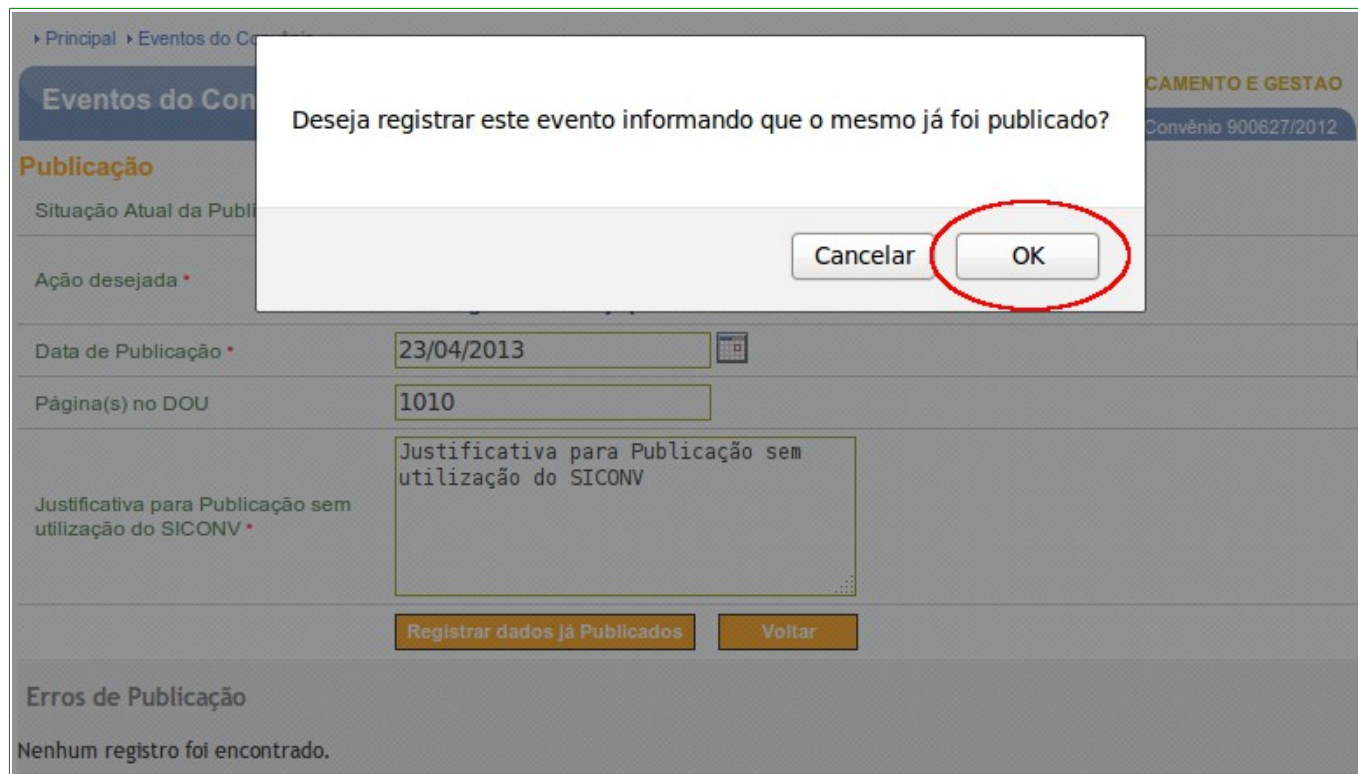 Principal Eventos do
Eventos do Con
CAMENTO E GESTAO
Convênio 900627/2012
Deseja registrar este evento informando que o mesmo já foi publicado?
Cancelar OK
Publicação
Situação Atual da Publi
Ação desejada *
Data de Publicação * 23/04/2013
Página(s) no DOU 1010
Justificativa para Publicação sem
utilização do SICONV *
Justificativa para Publicação sem
utilização do SICONV
Registrar dados já Publicados Voltar
Erros de Publicação
Nenhum registro foi encontrado.